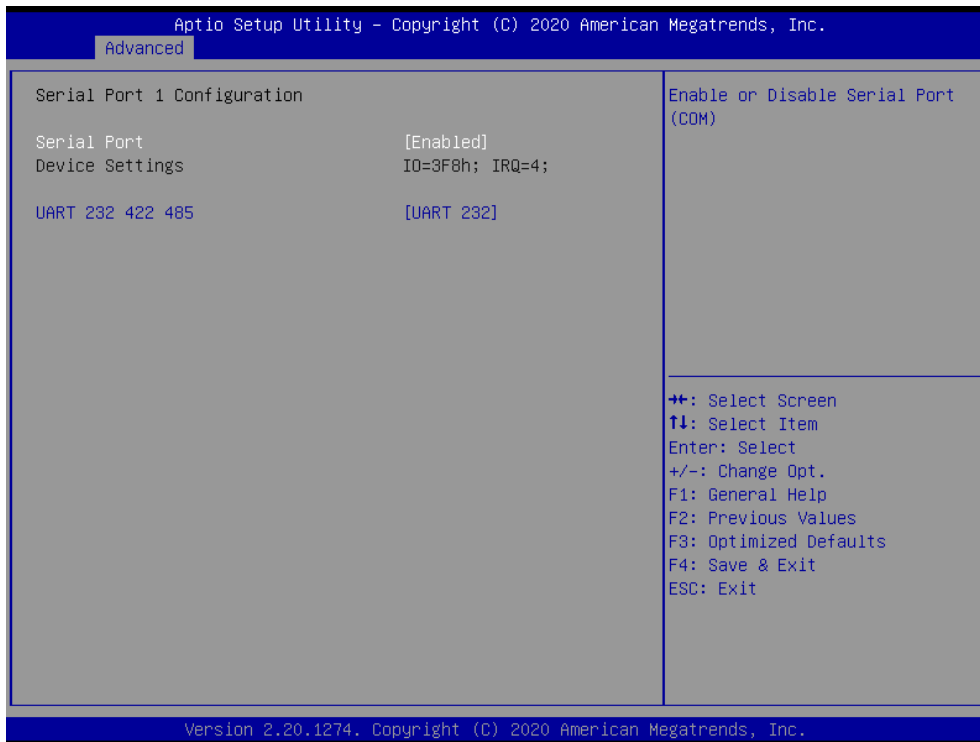 Aptio Setup Utility – Copyright (C) 2020 American Megatrends, Inc.
Advanced
Serial Port 1 Configuration
Serial Port [Enabled]
Device Settings IO=3F8h; IRQ=4;
UART 232 422 485 [UART 232]
Enable or Disable Serial Port
(COM)
→←: Select Screen
↑↓: Select Item
Enter: Select
+/-: Change Opt.
F1: General Help
F2: Previous Values
F3: Optimized Defaults
F4: Save & Exit
ESC: Exit
Version 2.20.1274. Copyright (C) 2020 American Megatrends, Inc.